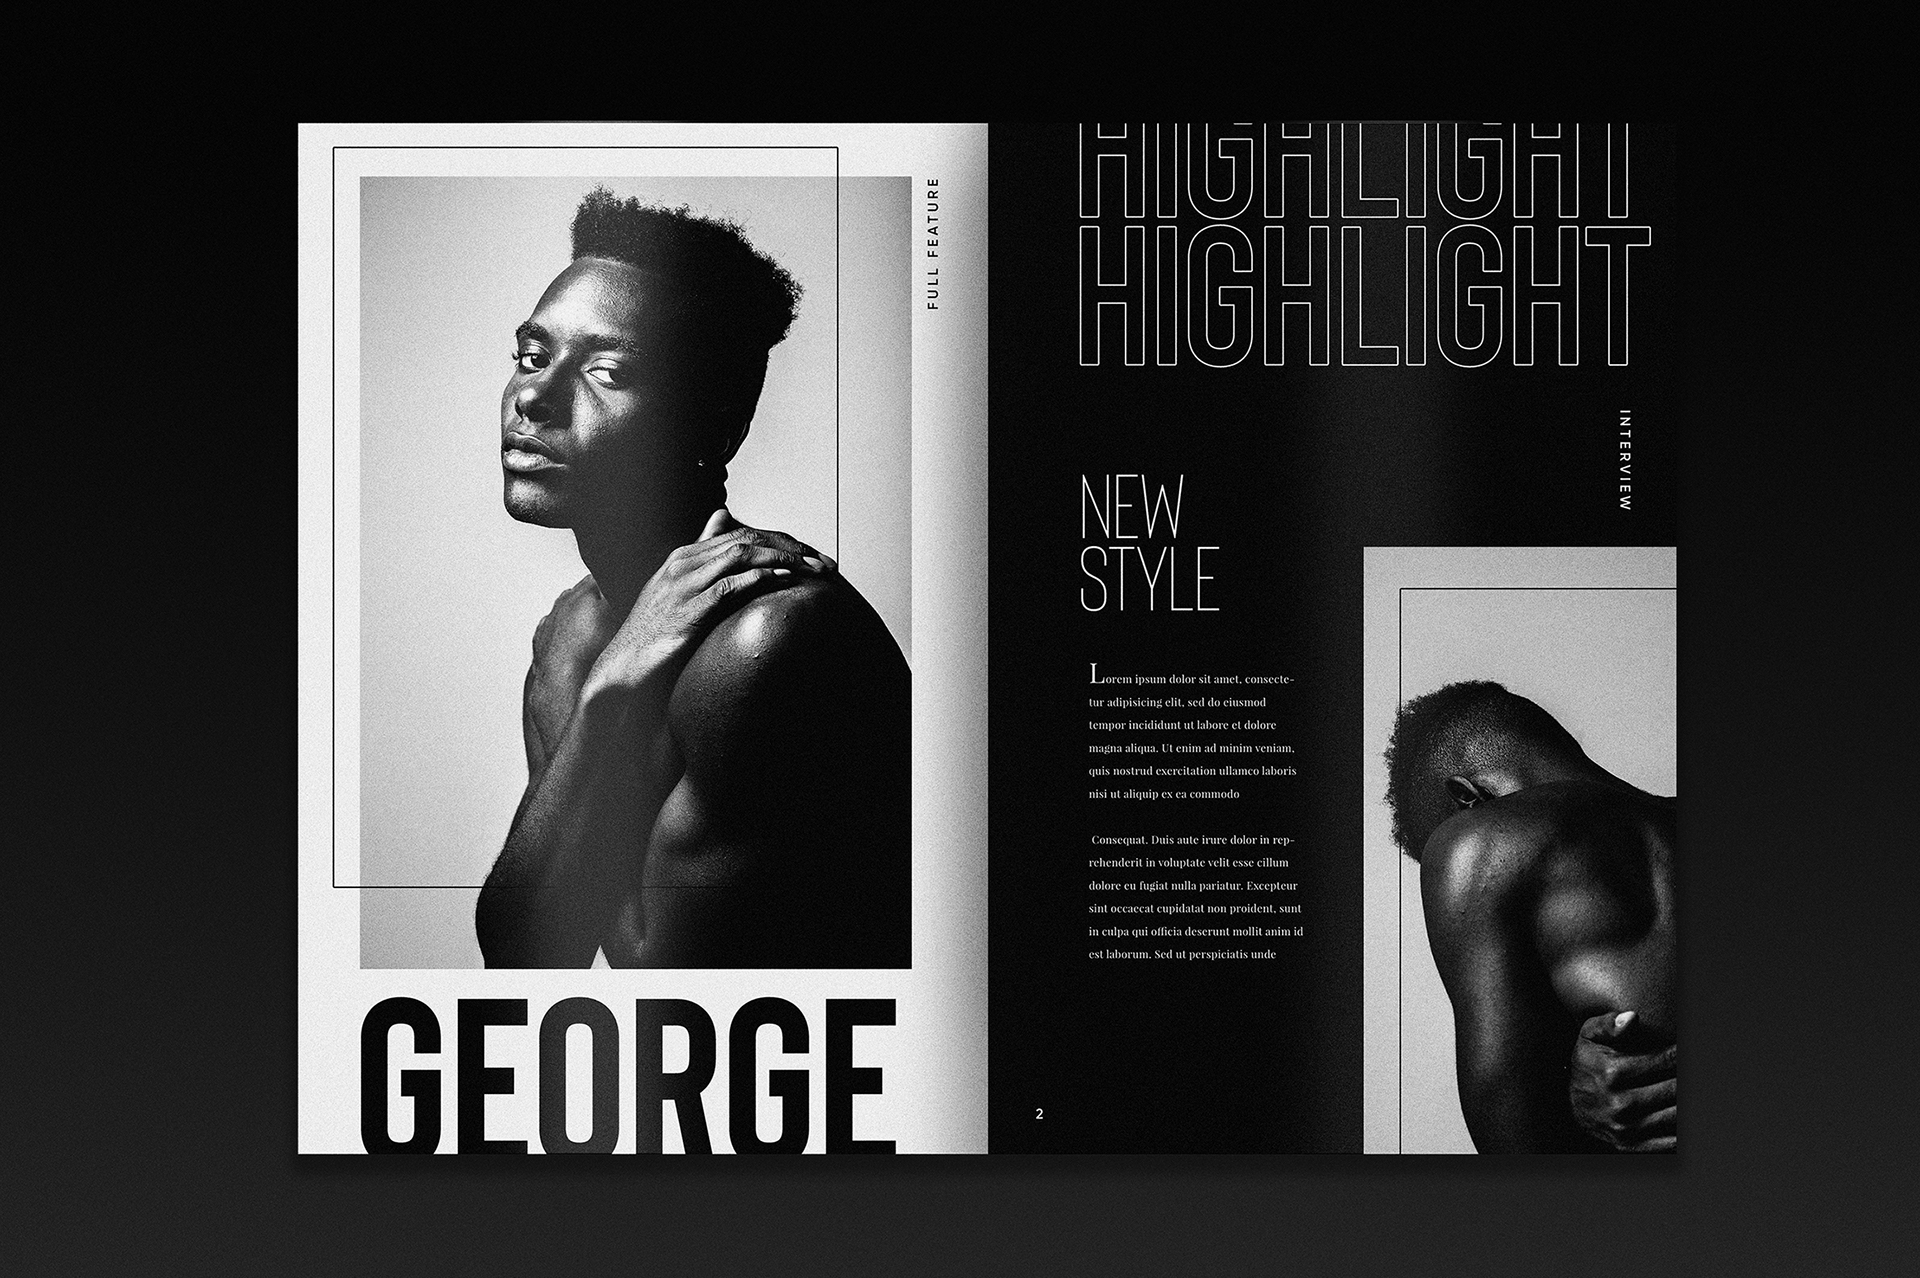 FULL FEATURE
GEORGE
HIGHLIGHT
HIGHLIGHT
INTERVIEW
NEW
STYLE
Lorem ipsum dolor sit amet, consecte-
tur adipisicing elit, sed do eiusmod
tempor incididunt ut labore et dolore
magna aliqua. Ut enim ad minim veniam,
quis nostrud exercitation ullamco laboris
nisi ut aliquip ex ea commodo
Consequat. Duis aute irure dolor in rep-
rehenderit in voluptate velit esse cillum
dolore eu fugiat nulla pariatur. Excepteur
sint occaecat cupidatat non proident, sunt
in culpa qui officia deserunt mollit anim id
est laborum. Sed ut perspiciatis unde
2